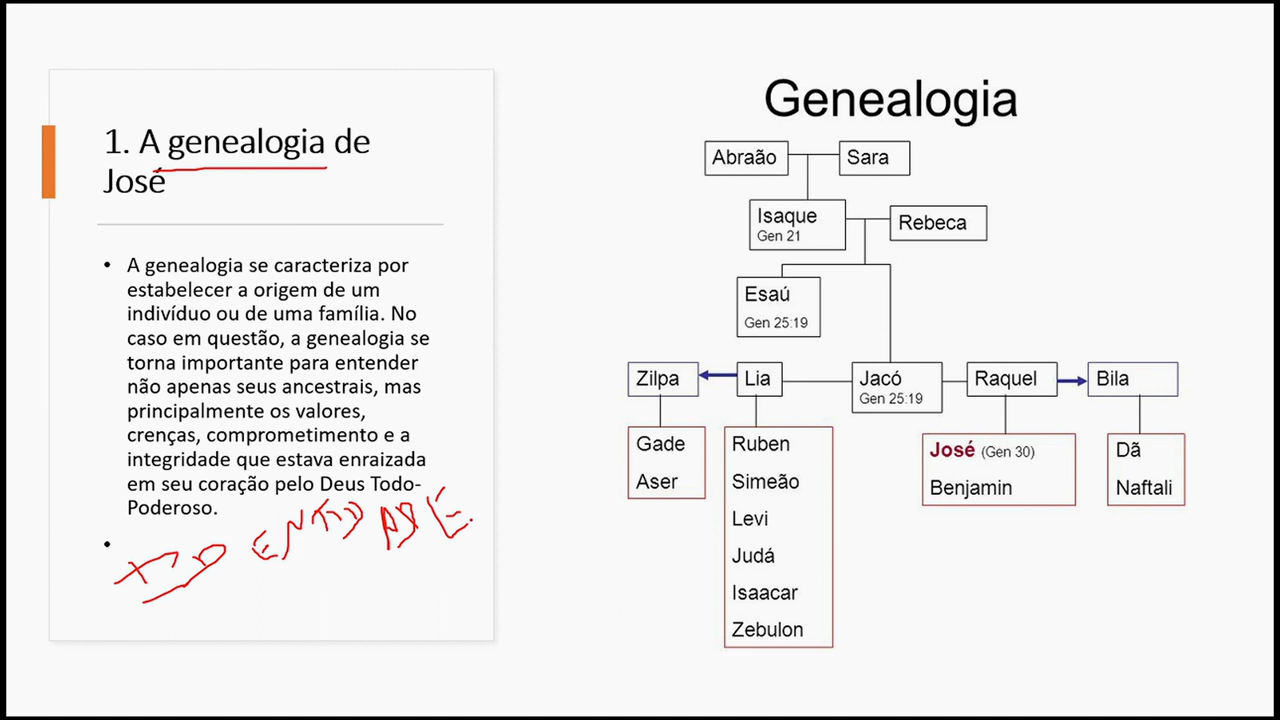 1. A genealogia de
José
• A genealogia se caracteriza por
estabelecer a origem de um
indivíduo ou de uma família. No
caso em questão, a genealogia se
torna importante para entender
não apenas seus ancestrais, mas
principalmente os valores,
crenças, comprometimento e a
integridade que estava enraizada
em seu coração pelo Deus Todo-
Poderoso.
•
Genealogia
Abraão
Sara
Isaque
Gen 21
Rebeca
Esaú
Gen 25:19
Zilpa
Lia
Jacó
Gen 25:19
Raquel
Bila
Gade
Aser
Ruben
Simeão
Levi
Judá
Isaacar
Zebulon
José (Gen 30)
Benjamin
Dã
Naftali